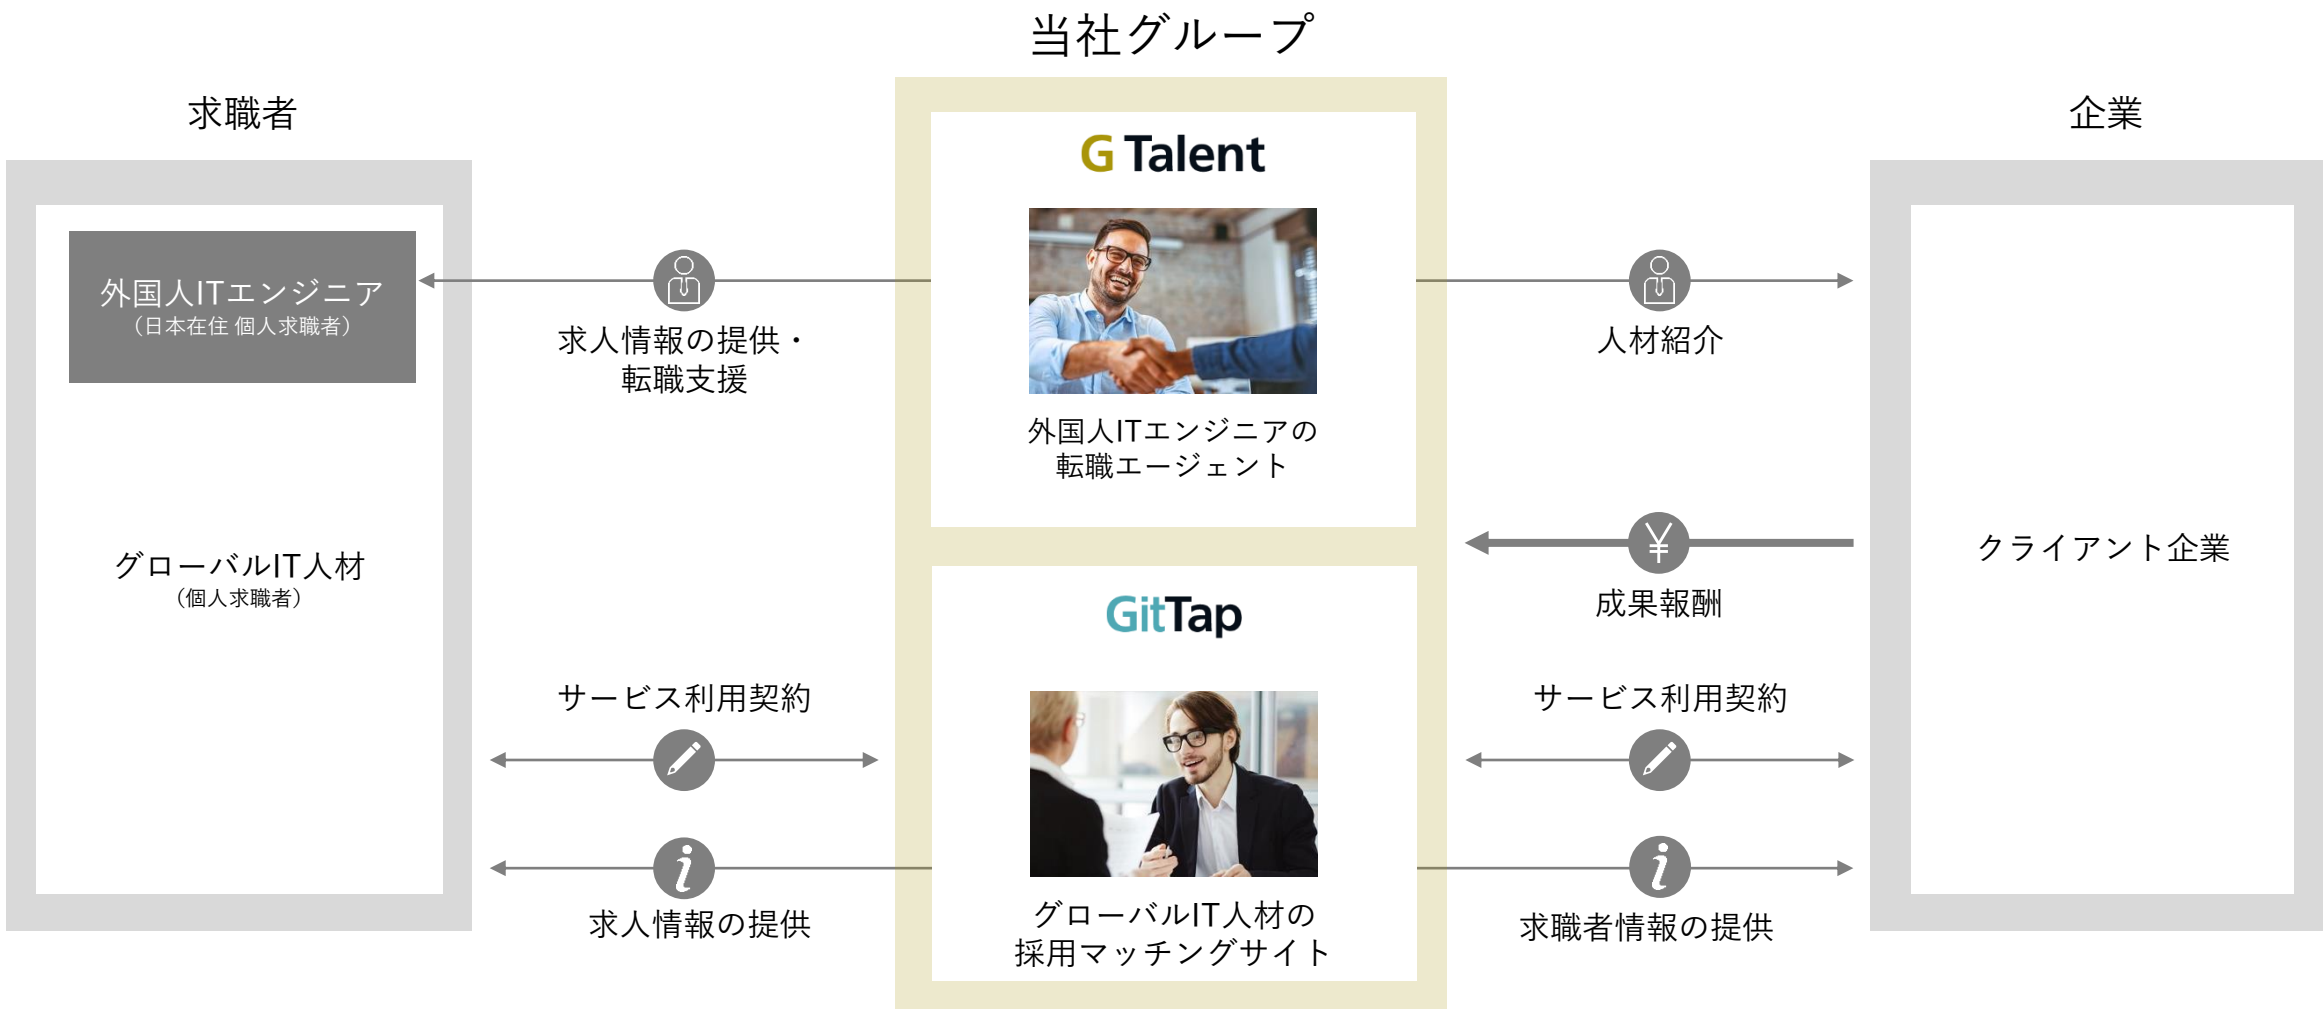 当社グループ
求職者
企業
G Talent
外国人ITエンジニア
（日本在住 個人求職者）
求人情報の提供・
転職支援
人材紹介
外国人ITエンジニアの
転職エージェント
グローバルIT人材
（個人求職者）
¥
成果報酬
クライアント企業
GitTap
サービス利用契約
サービス利用契約
i
求人情報の提供
i
求職者情報の提供
グローバルIT人材の
採用マッチングサイト